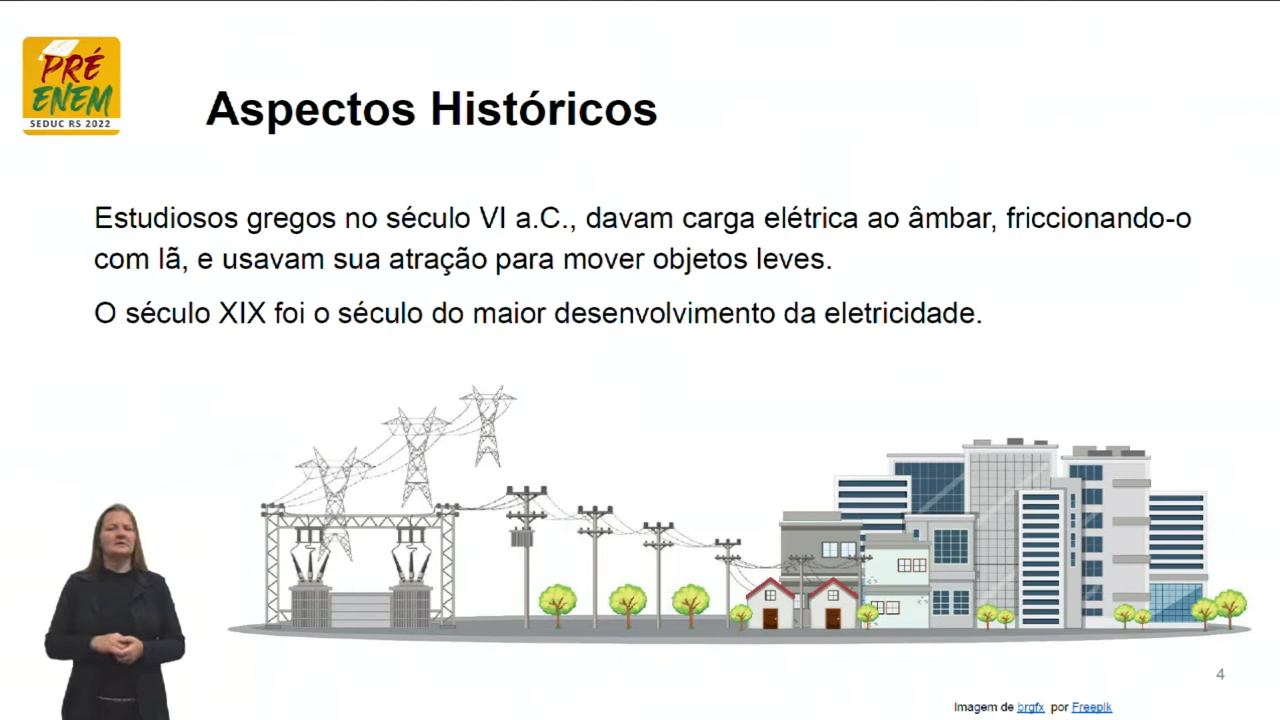 PRÉ
ENEM
SEDUC RS 2022
Aspectos Históricos
Estudiosos gregos no século VI a.C., davam carga elétrica ao âmbar, friccionando-o
com lã, e usavam sua atração para mover objetos leves.
O século XIX foi o século do maior desenvolvimento da eletricidade.
4
Imagem de brgfx por Freepik